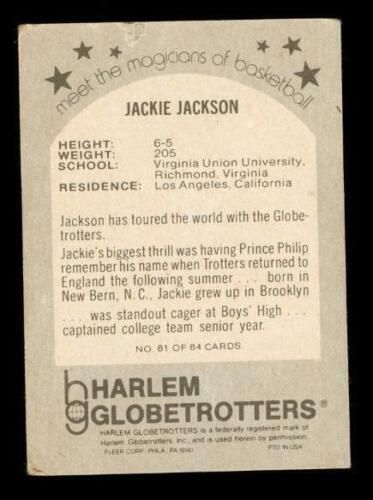 meet the magicians of basketball
JACKIE JACKSON
HEIGHT: 6-5
WEIGHT: 205
SCHOOL: Virginia Union University,
Richmond, Virginia
RESIDENCE: Los Angeles, California
Jackson has toured the world with the Globe-
trotters.
Jackie's biggest thrill was having Prince Philip
remember his name when Trotters returned to
England the following summer . . . born in
New Bern, N.C., Jackie grew up in Brooklyn
. . . was standout cager at Boys' High . . .
captained college team senior year.
NO. 81 OF 84 CARDS
hg HARLEM
GLOBETROTTERS®
HARLEM GLOBETROTTERS is a federally registered mark of
Harlem Globetrotters, Inc., and is used herein by permission.
FLEER CORP. PHILA., PA 19141 PTD IN USA